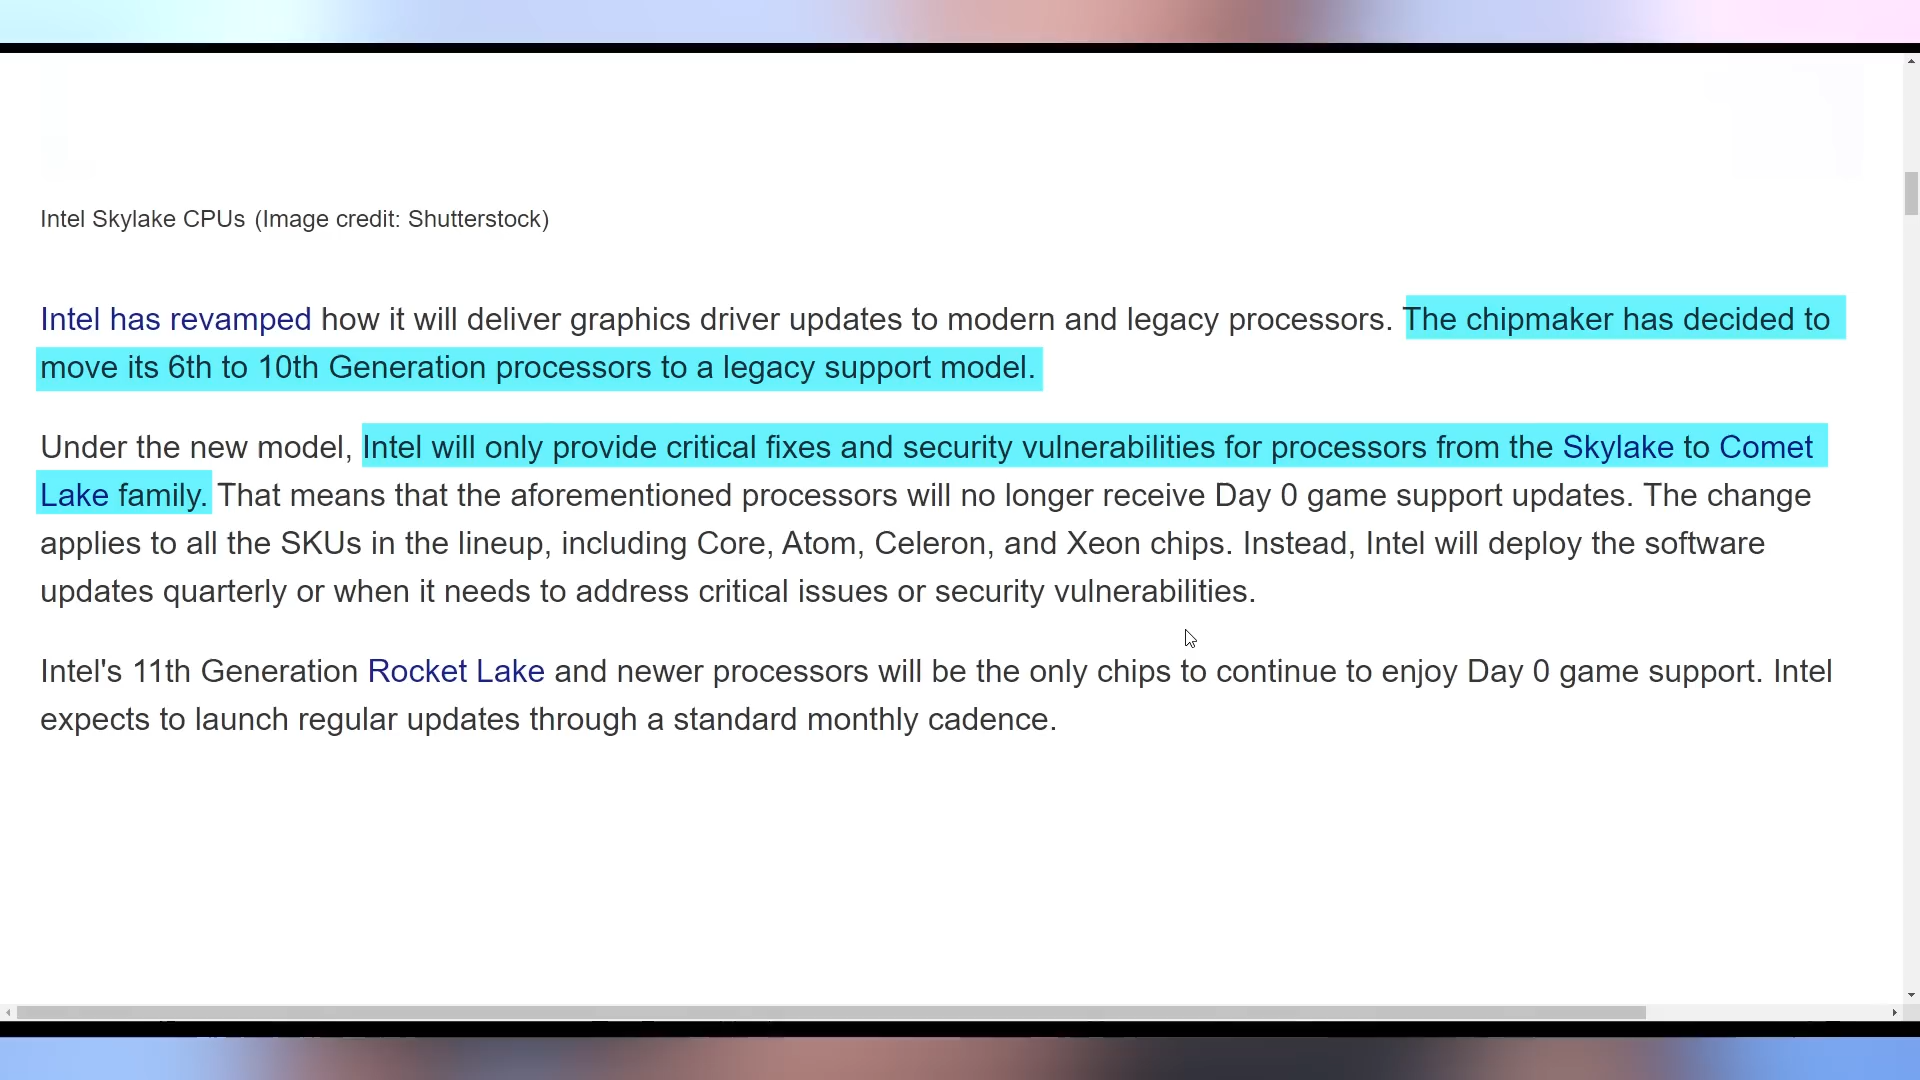 Intel Skylake CPUs (Image credit: Shutterstock)
Intel has revamped how it will deliver graphics driver updates to modern and legacy processors. The chipmaker has decided to
move its 6th to 10th Generation processors to a legacy support model.
Under the new model, Intel will only provide critical fixes and security vulnerabilities for processors from the Skylake to Comet
Lake family. That means that the aforementioned processors will no longer receive Day 0 game support updates. The change
applies to all the SKUs in the lineup, including Core, Atom, Celeron, and Xeon chips. Instead, Intel will deploy the software
updates quarterly or when it needs to address critical issues or security vulnerabilities.
Intel's 11th Generation Rocket Lake and newer processors will be the only chips to continue to enjoy Day 0 game support. Intel
expects to launch regular updates through a standard monthly cadence.